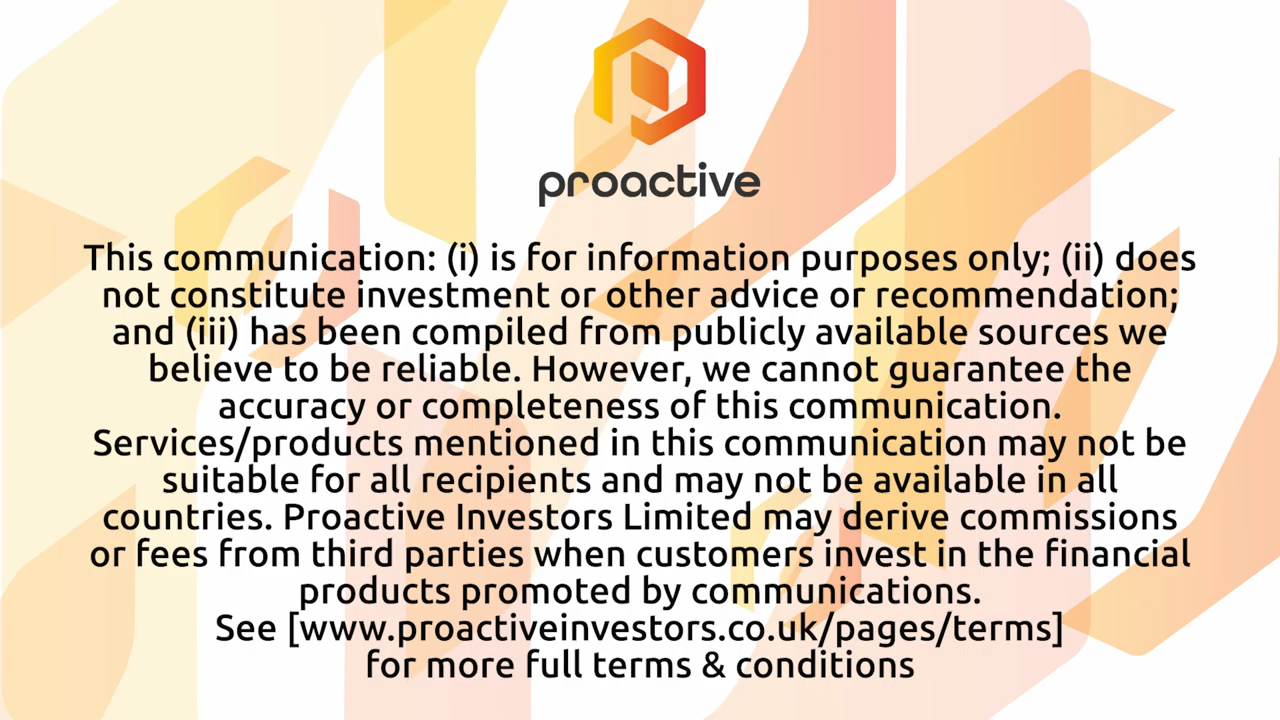 proactive
This communication: (i) is for information purposes only; (ii) does
not constitute investment or other advice or recommendation;
and (iii) has been compiled from publicly available sources we
believe to be reliable. However, we cannot guarantee the
accuracy or completeness of this communication.
Services/products mentioned in this communication may not be
suitable for all recipients and may not be available in all
countries. Proactive Investors Limited may derive commissions
or fees from third parties when customers invest in the financial
products promoted by communications.
See [www.proactiveinvestors.co.uk/pages/terms]
for more full terms & conditions